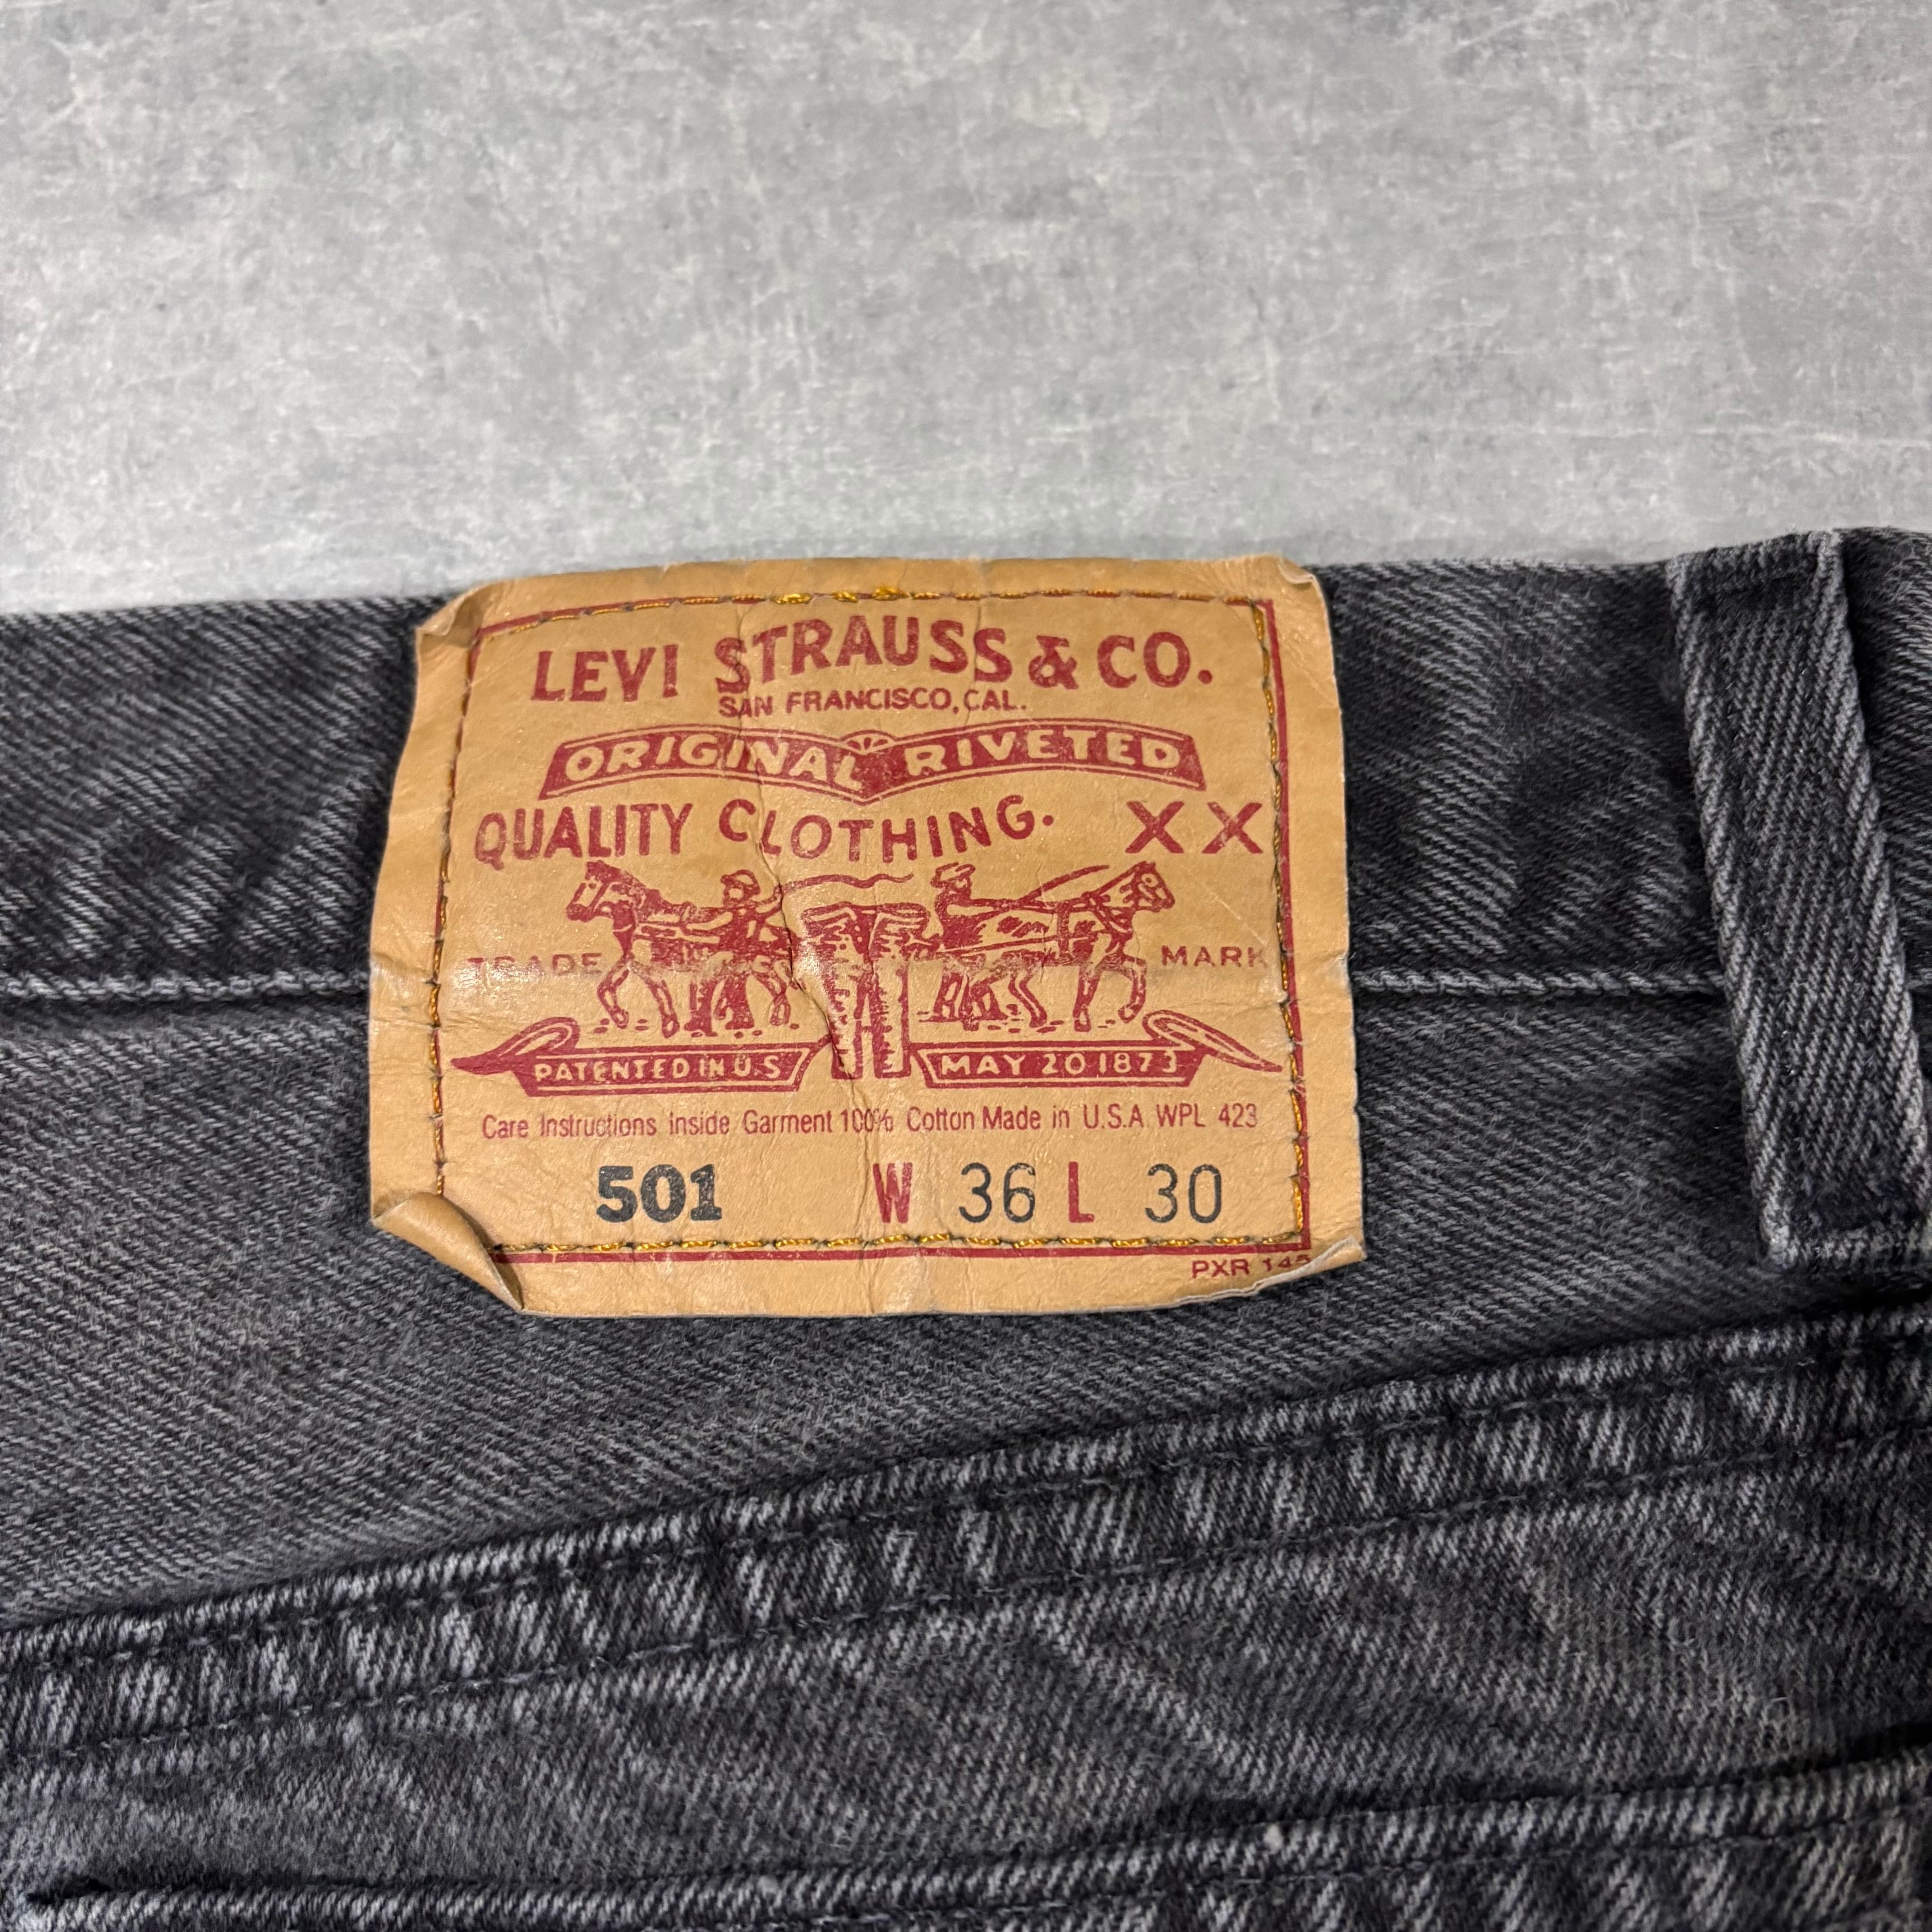 LEVI STRAUSS & CO.
SAN FRANCISCO, CAL.
ORIGINAL RIVETED
QUALITY CLOTHING. XX
TRADE MARK
PATENTED IN U.S MAY 20 1873
Care Instructions Inside Garment 100% Cotton Made in U.S.A WPL 423
501 W 36 L 30
PXR